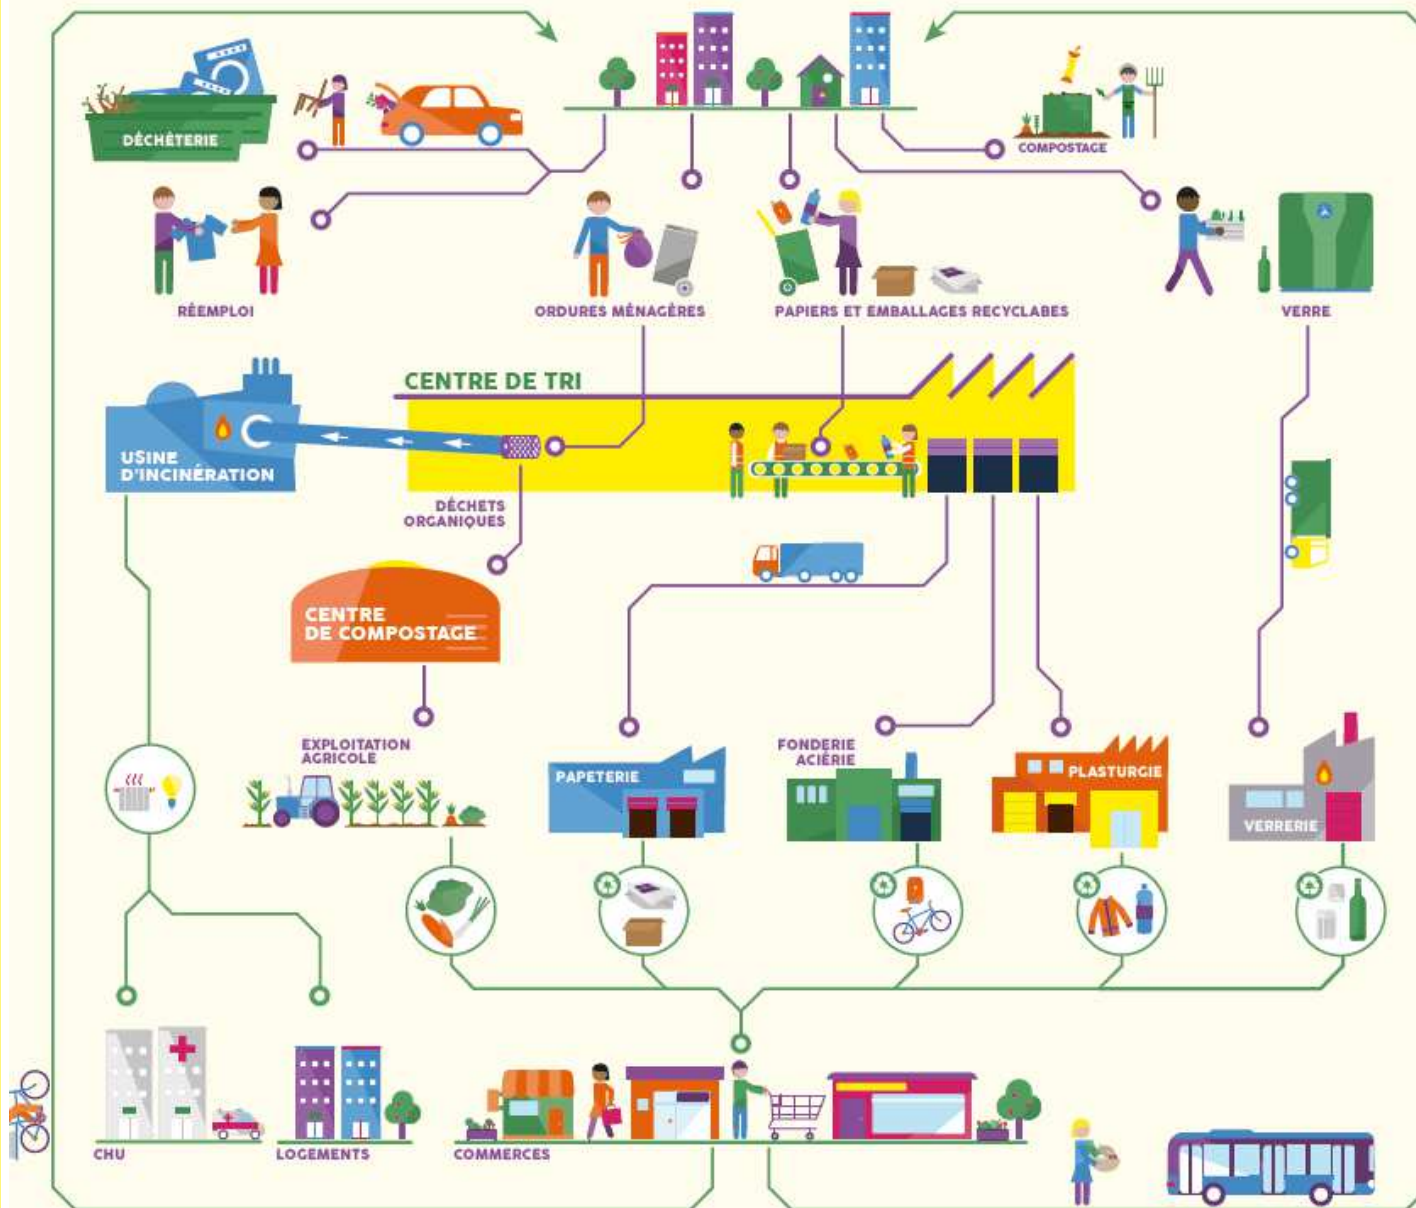 DÉCHÈTERIE
COMPOSTAGE
RÉEMPLOI
ORDURES MÉNAGÈRES
PAPIERS ET EMBALLAGES RECYCLABES
VERRE
CENTRE DE TRI
USINE
D'INCINÉRATION
DÉCHETS
ORGANIQUES
CENTRE
DE COMPOSTAGE
EXPLOITATION
AGRICOLE
PAPETERIE
FONDERIE
ACIÉRIE
PLASTURGIE
VERRERIE
CHU
LOGEMENTS
COMMERCES